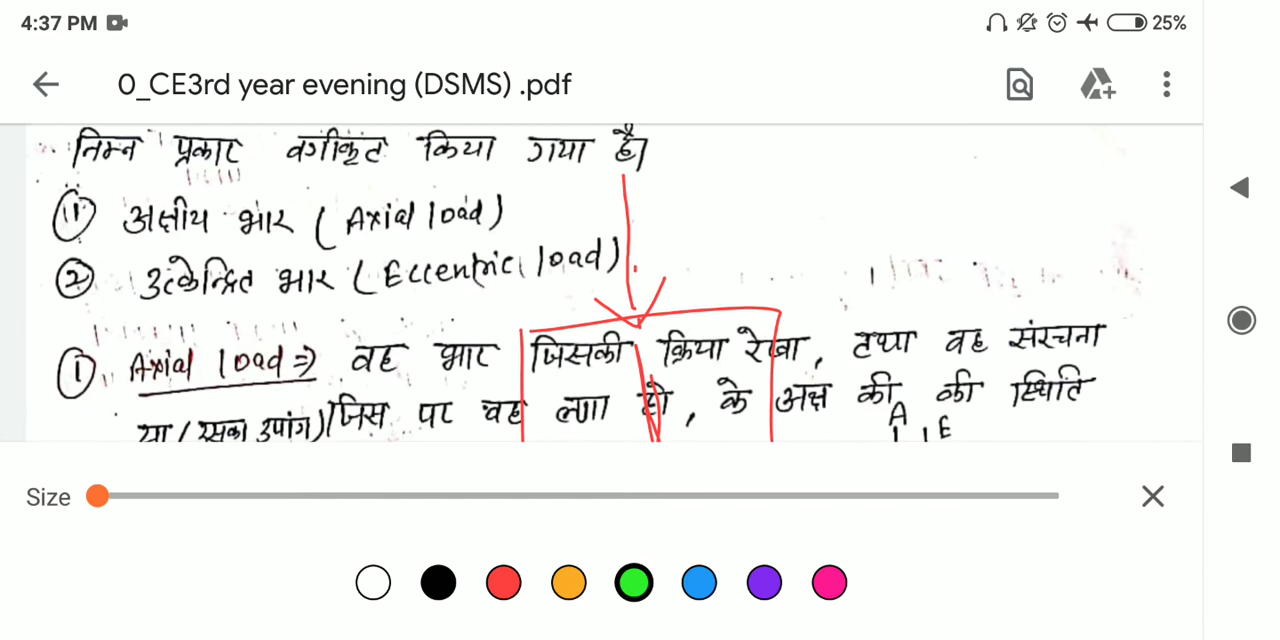 4:37 PM 25%
0_CE3rd year evening (DSMS) .pdf
निम्न प्रकार वर्गीकृत किया गया है।
① अक्षीय भार (Axial load)
② उत्केन्द्रित भार (Eccentric load)
① Axial load ⇒ वह भार जिसकी क्रिया रेखा, तथा वह संरचना
या (उसका उपांग) जिस पर वह लगा हो, के अक्ष की की स्थिति
A E
Size